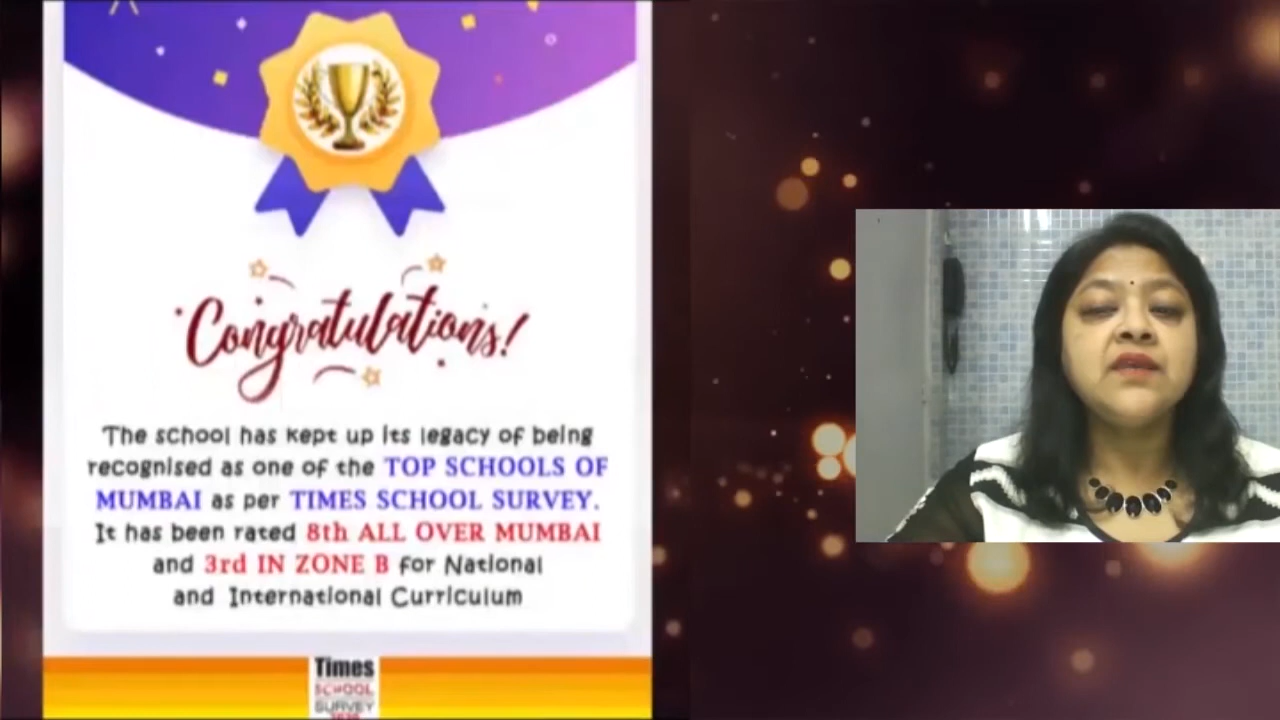 Congratulations!
The school has kept up its legacy of being
recognised as one of the TOP SCHOOLS OF
MUMBAI as per TIMES SCHOOL SURVEY.
It has been rated 8th ALL OVER MUMBAI
and 3rd IN ZONE B for National
and International Curriculum
Times
SCHOOL
SURVEY